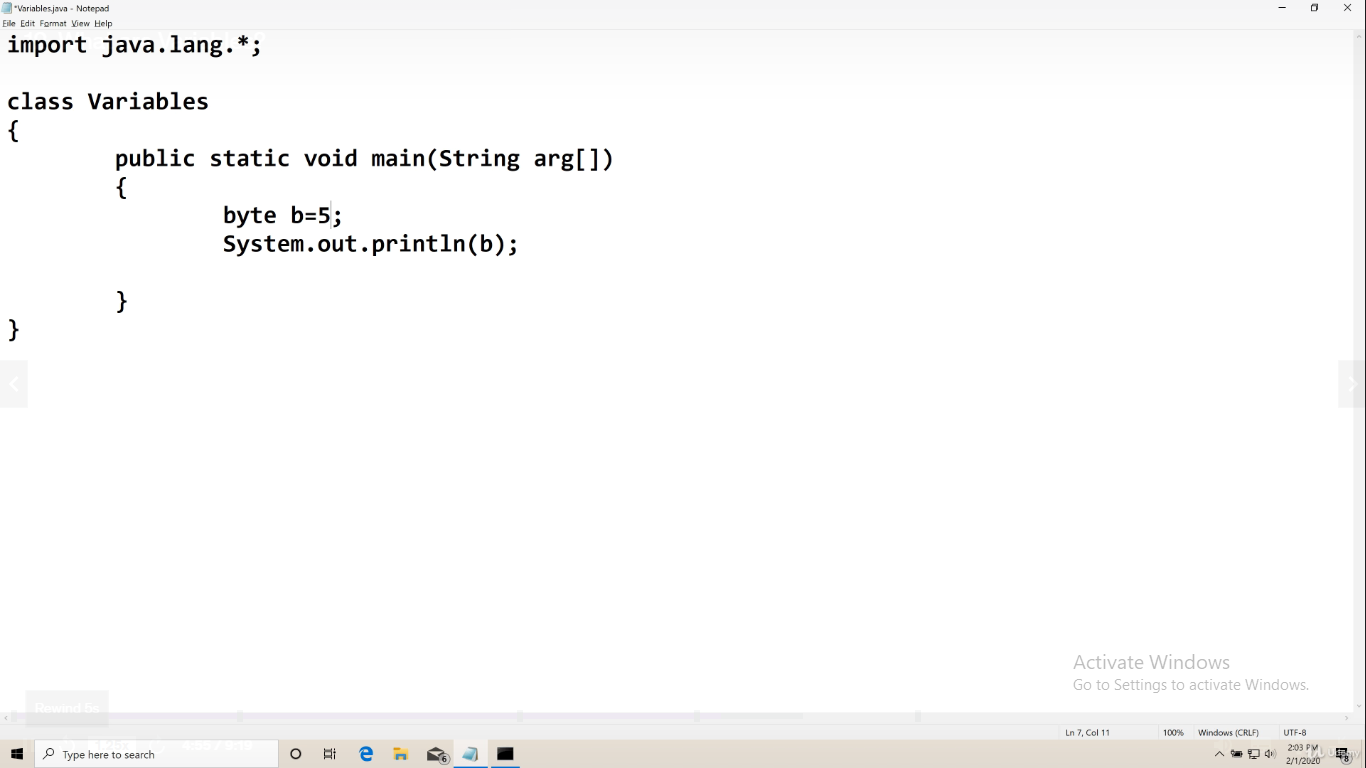 *Variables.java - Notepad
File Edit Format View Help
import java.lang.*;
class Variables
{
public static void main(String arg[])
{
byte b=5;
System.out.println(b);
}
}
Activate Windows
Go to Settings to activate Windows.
Rewind 5s
Ln 7, Col 11
100%
Windows (CRLF)
UTF-8
Type here to search
6
2:03 PM
2/1/2020
8